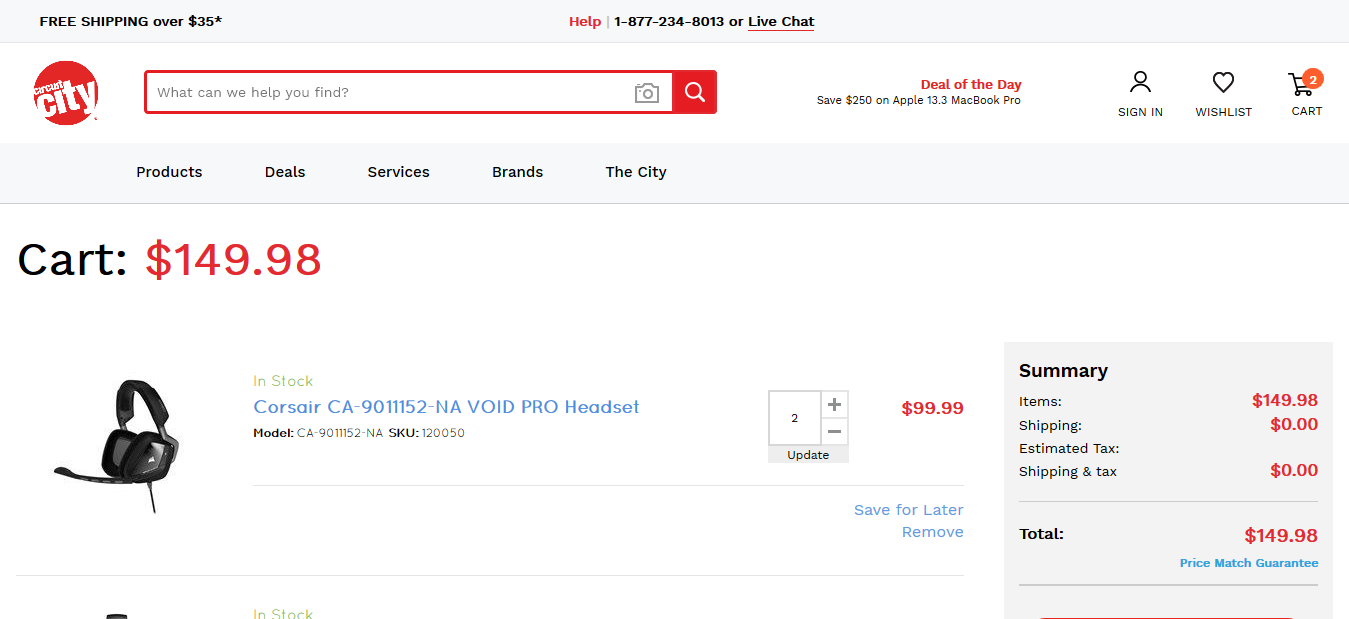 FREE SHIPPING over $35*
Help | 1-877-234-8013 or Live Chat
circuit city
What can we help you find?
Deal of the Day
Save $250 on Apple 13.3 MacBook Pro
SIGN IN
WISHLIST
2
CART
Products
Deals
Services
Brands
The City
Cart: $149.98
In Stock
Corsair CA-9011152-NA VOID PRO Headset
Model: CA-9011152-NA SKU: 120050
2
Update
$99.99
Save for Later
Remove
In Stock
Summary
Items: $149.98
Shipping: $0.00
Estimated Tax:
Shipping & tax $0.00
Total: $149.98
Price Match Guarantee